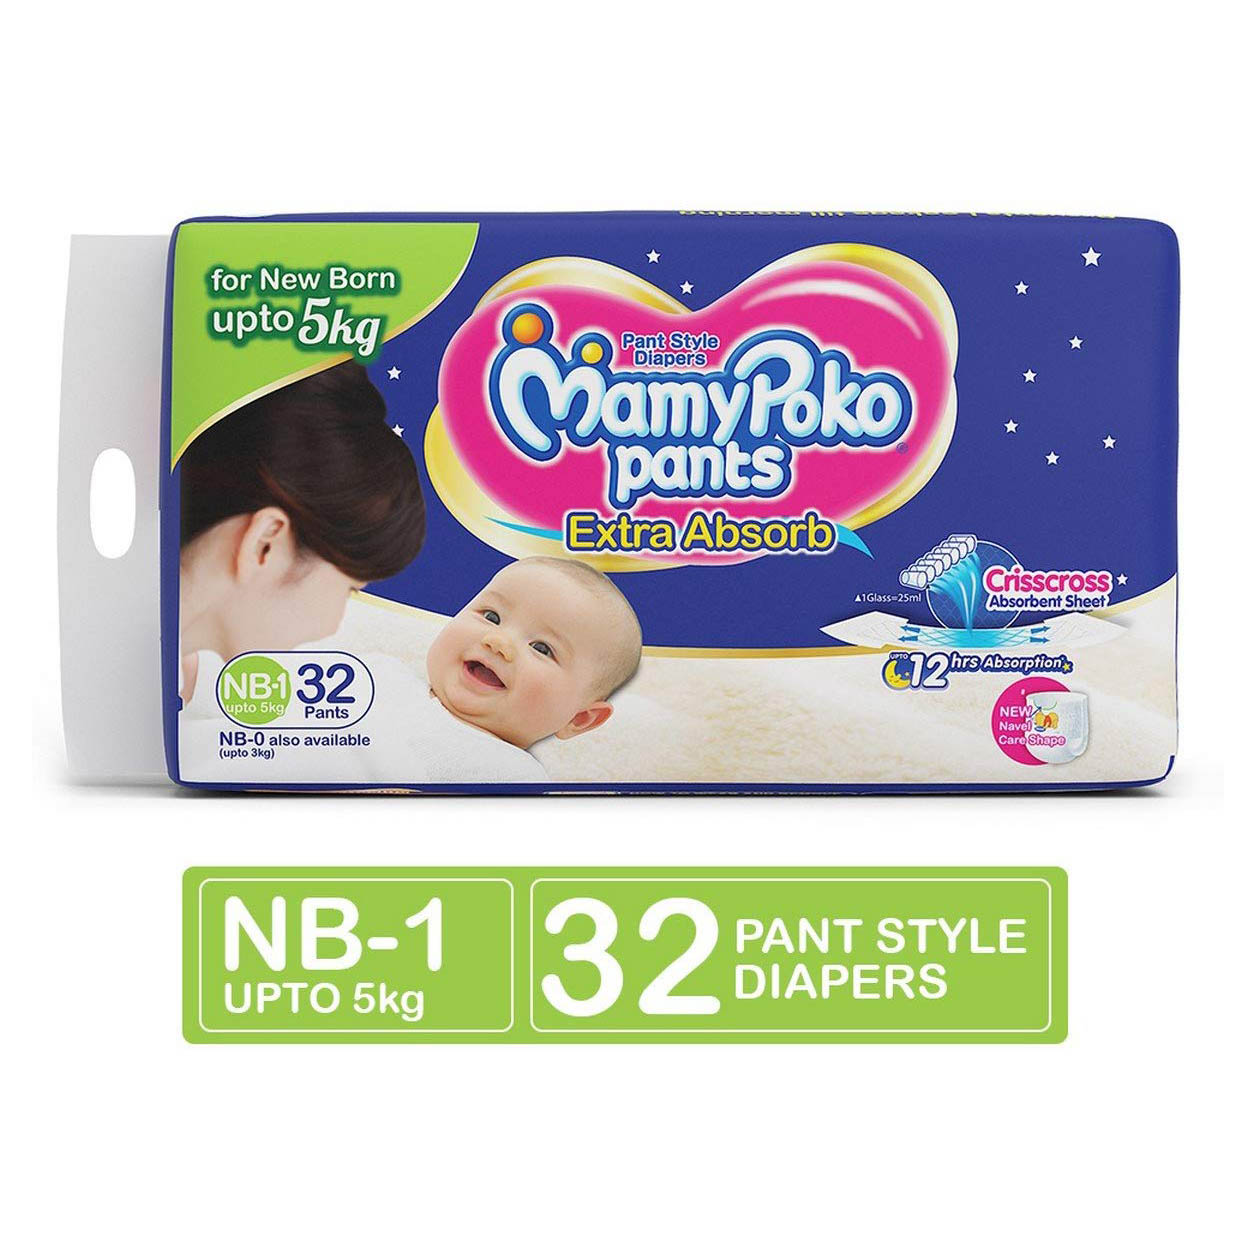 for New Born
upto 5kg
Pant Style
Diapers
MamyPoko
pants
Extra Absorb
▲1Glass=25ml
Crisscross
Absorbent Sheet
UPTO
12 hrs Absorption
NEW
Navel
Care Shape
NB-1
upto 5kg
32
Pants
NB-0 also available
(upto 3kg)
NB-1
UPTO 5kg
32 PANT STYLE
DIAPERS